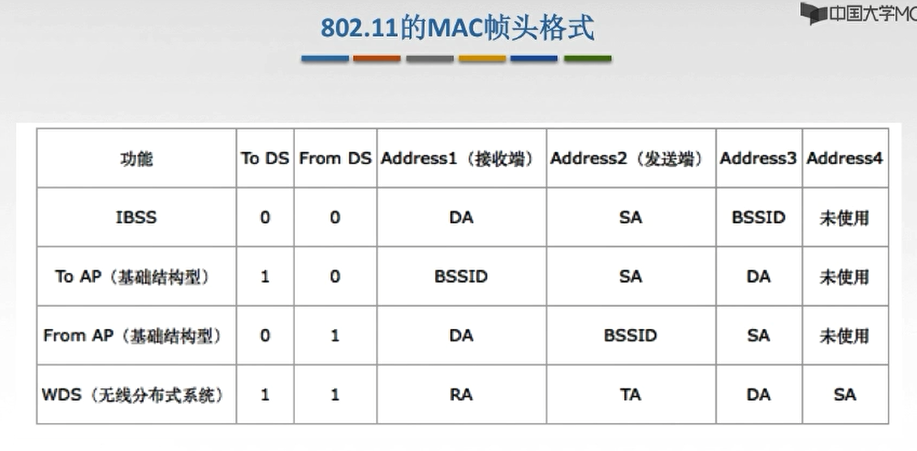 中国大学MO
802.11的MAC帧头格式
功能 To DS From DS Address1（接收端） Address2（发送端） Address3 Address4
IBSS 0 0 DA SA BSSID 未使用
To AP（基础结构型） 1 0 BSSID SA DA 未使用
From AP（基础结构型） 0 1 DA BSSID SA 未使用
WDS（无线分布式系统） 1 1 RA TA DA SA